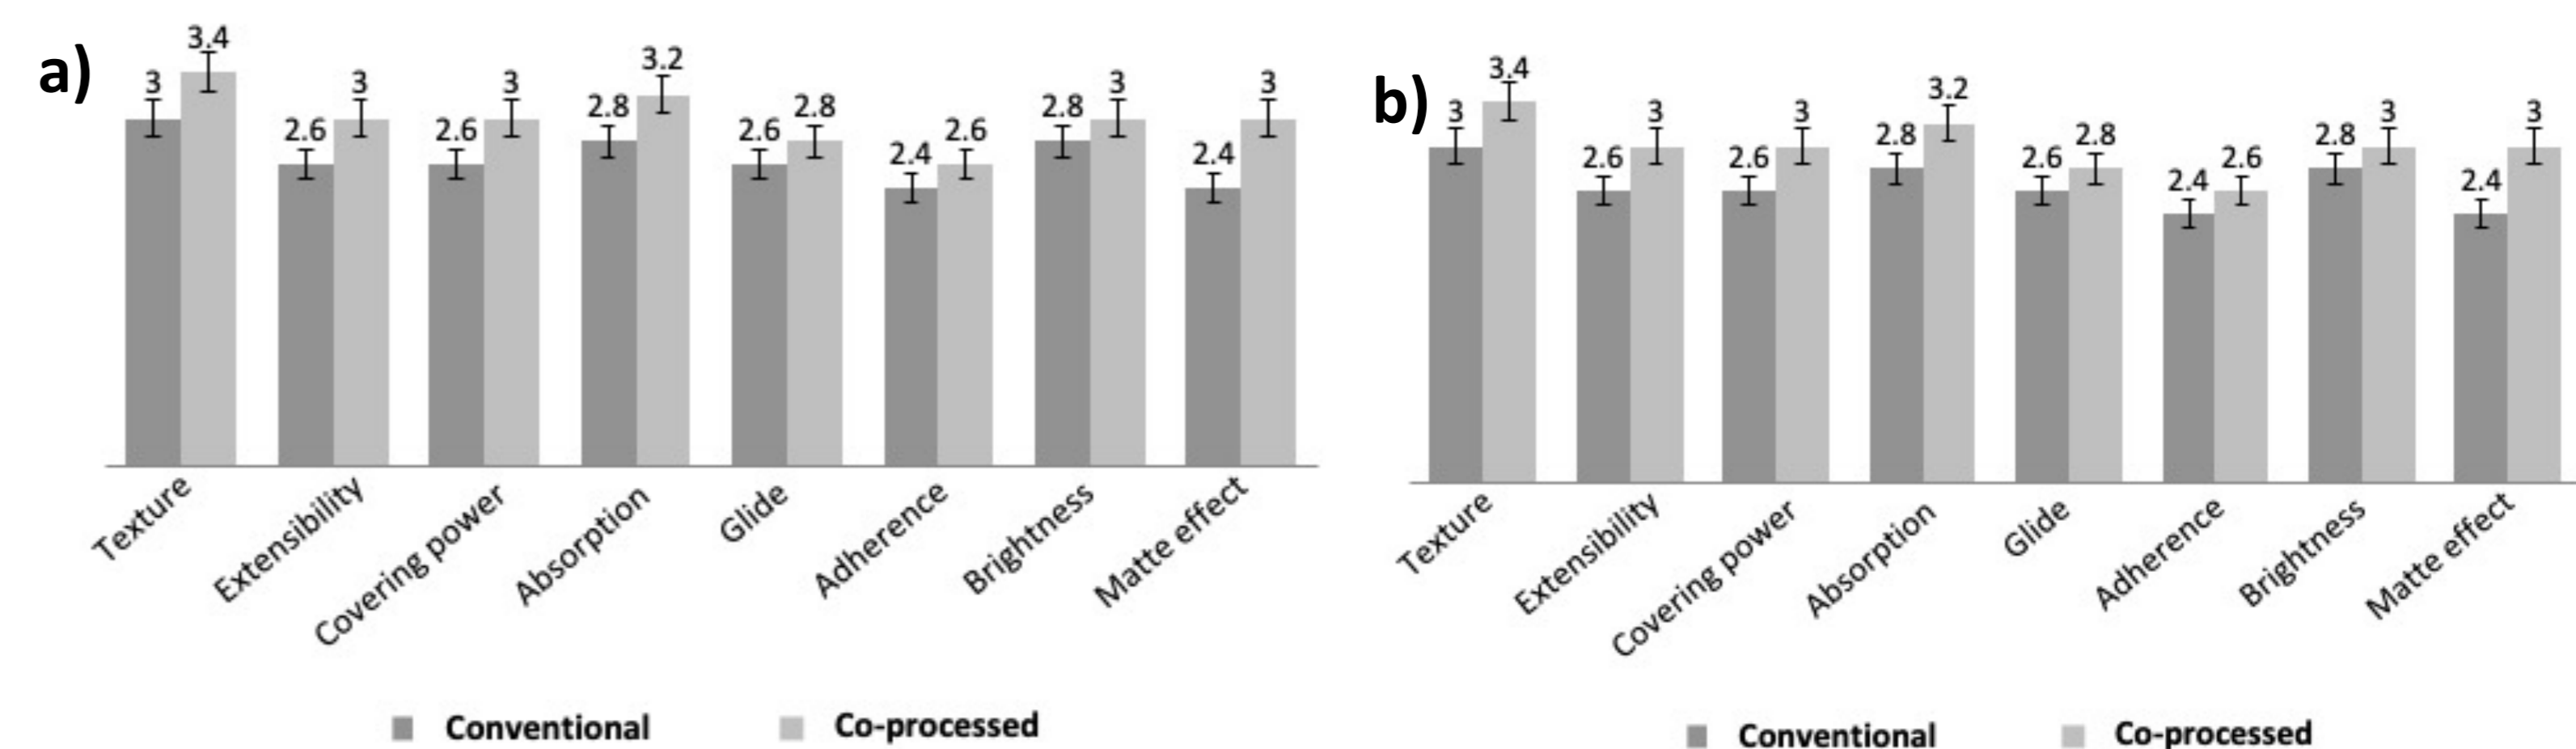 a)
3 3.4 2.6 3 2.6 3 2.8 3.2 2.6 2.8 2.4 2.6 2.8 3 2.4 3
Texture Extensibility Covering power Absorption Glide Adherence Brightness Matte effect
Conventional Co-processed
b)
3 3.4 2.6 3 2.6 3 2.8 3.2 2.6 2.8 2.4 2.6 2.8 3 2.4 3
Texture Extensibility Covering power Absorption Glide Adherence Brightness Matte effect
Conventional Co-processed